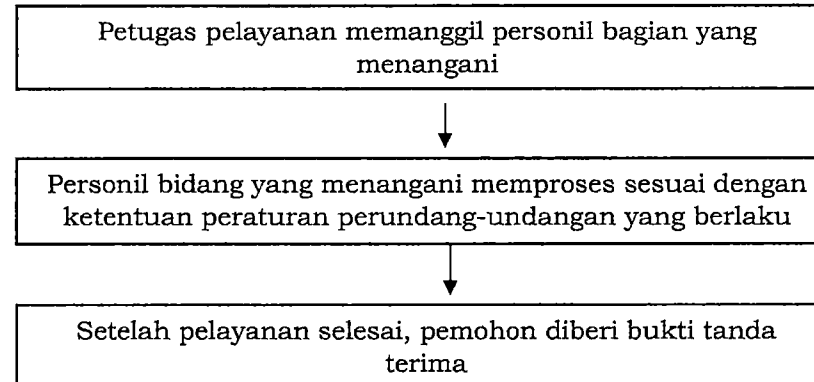 Petugas pelayanan memanggil personil bagian yang
menangani
Personil bidang yang menangani memproses sesuai dengan
ketentuan peraturan perundang-undangan yang berlaku
Setelah pelayanan selesai, pemohon diberi bukti tanda
terima